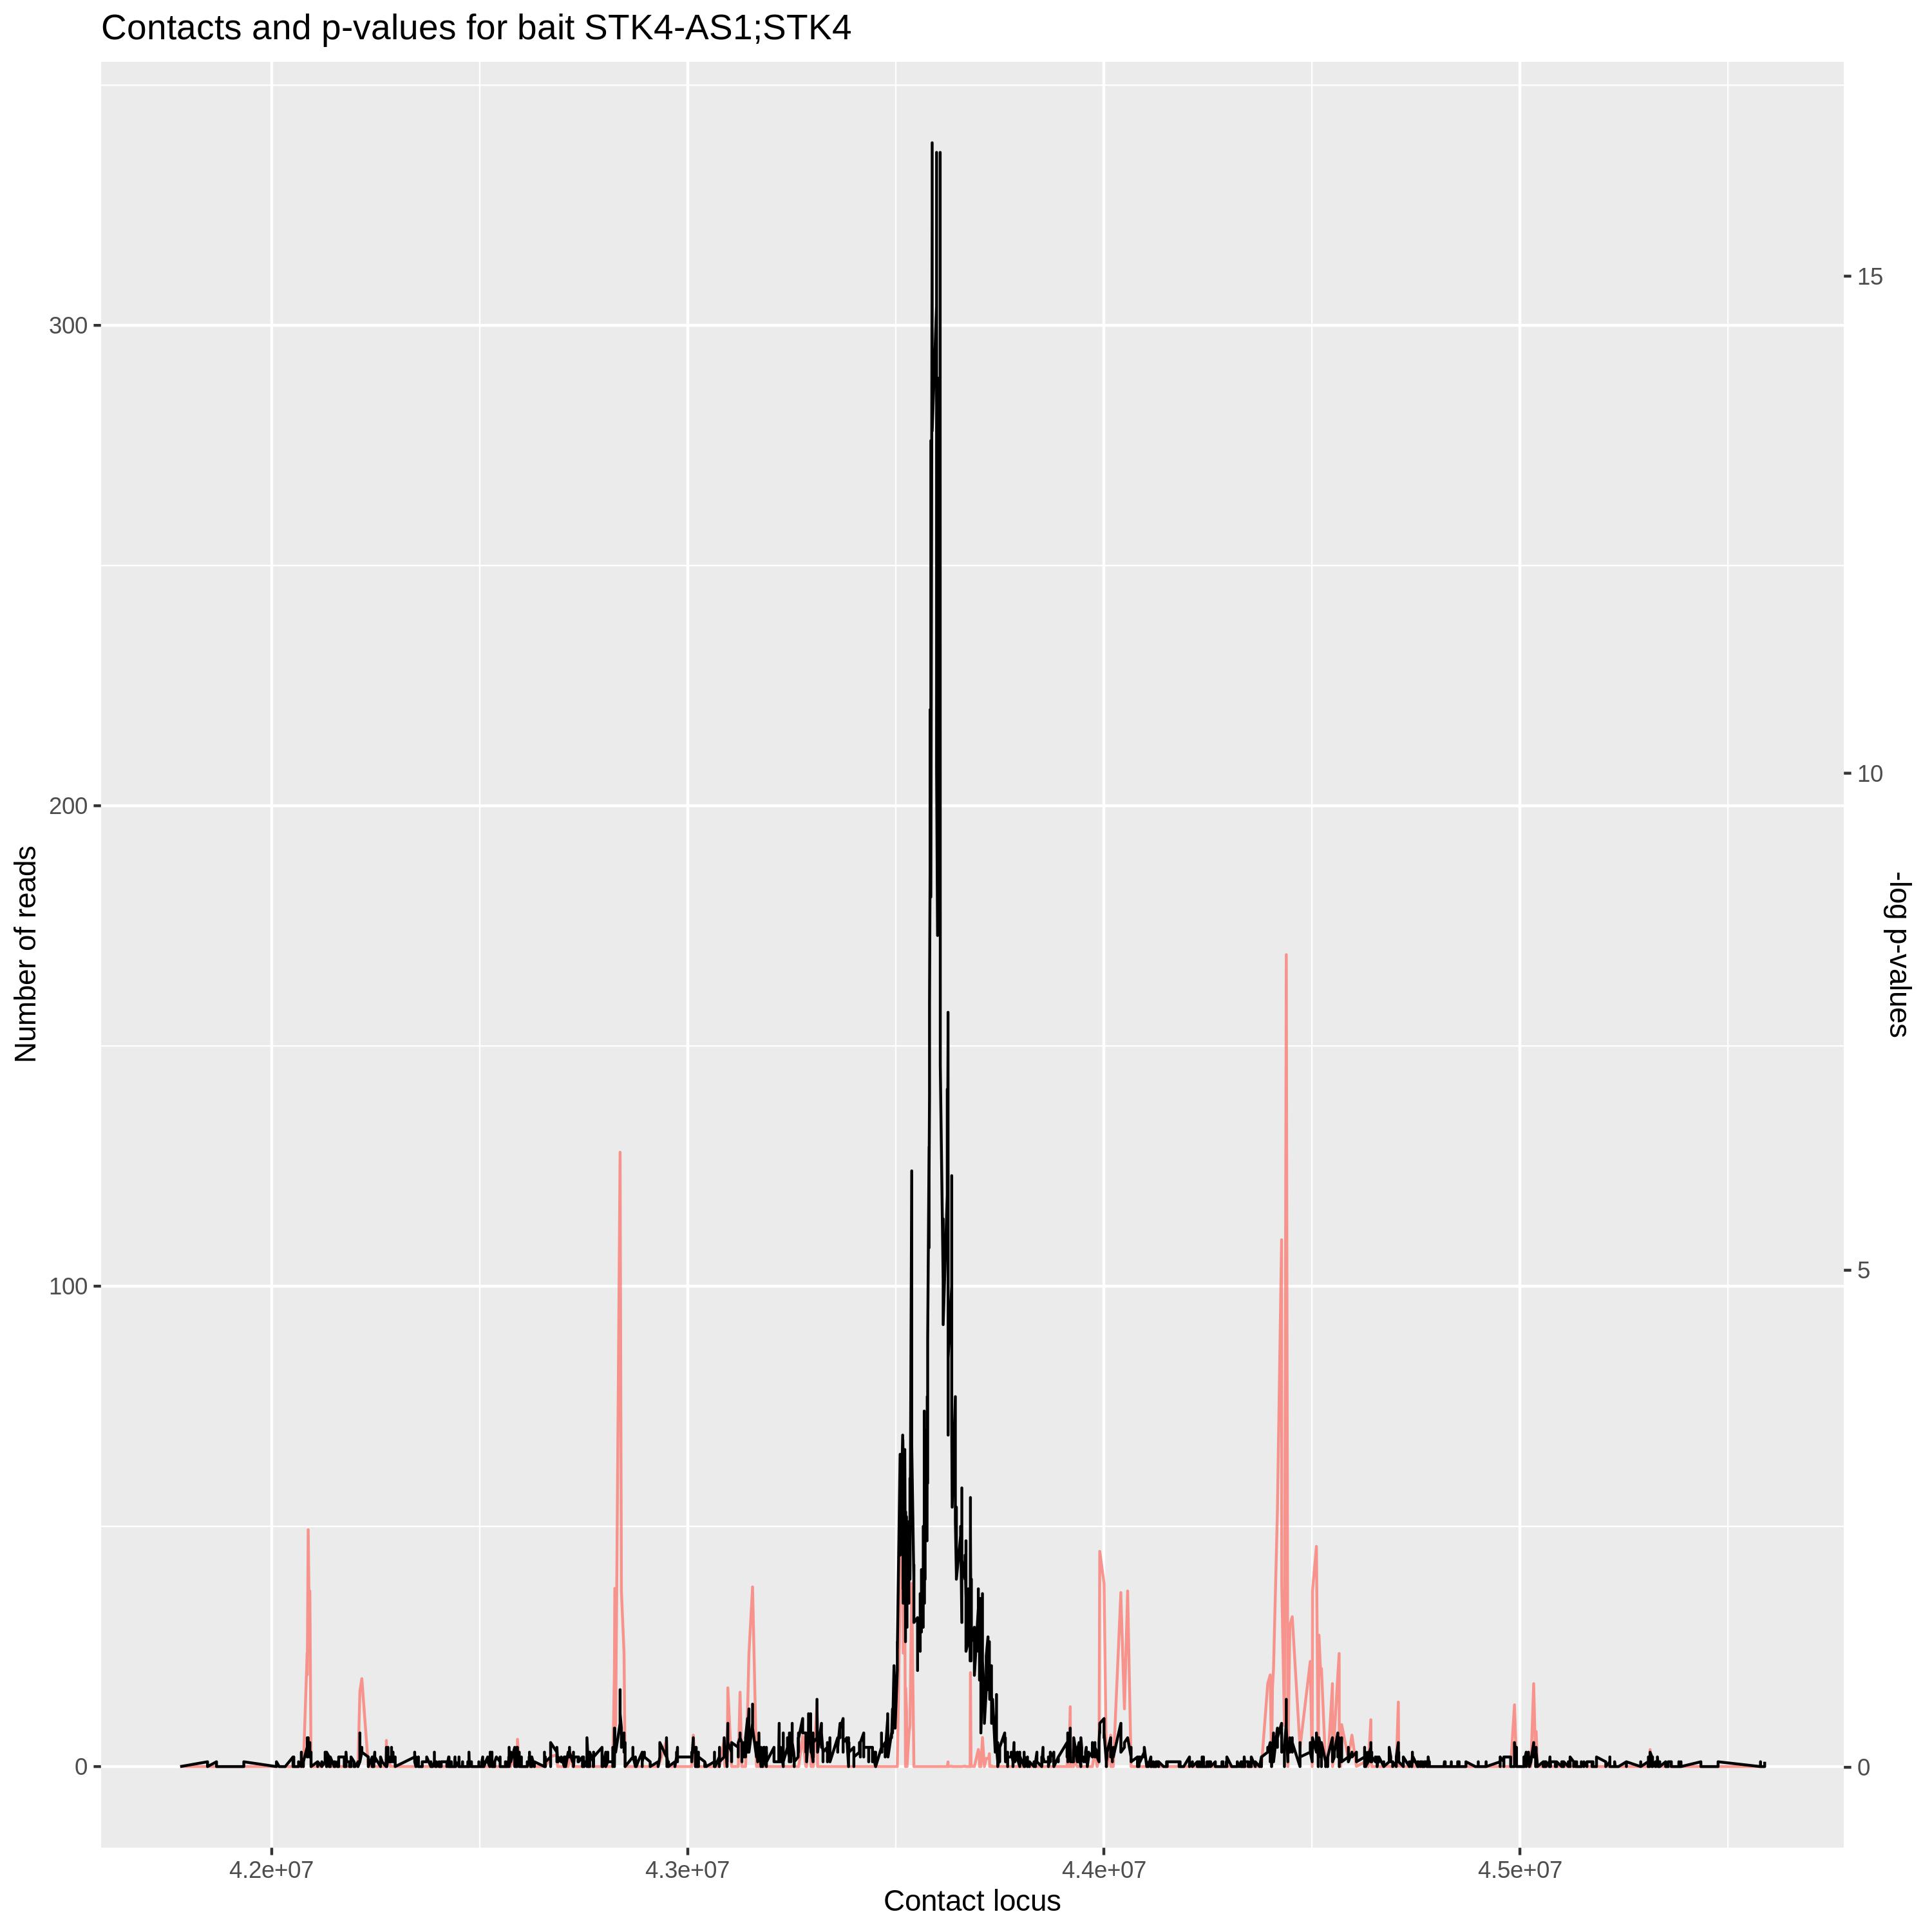 Contacts and p-values for bait STK4-AS1;STK4
Number of reads
300
200
100
0
15
10
5
0
-log p-values
4.2e+07
4.3e+07
4.4e+07
4.5e+07
Contact locus